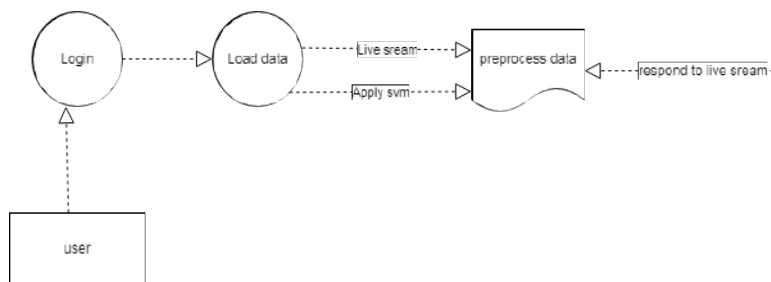 Login
Load data
Live sream
preprocess data
respond to live sream
Apply svm
user